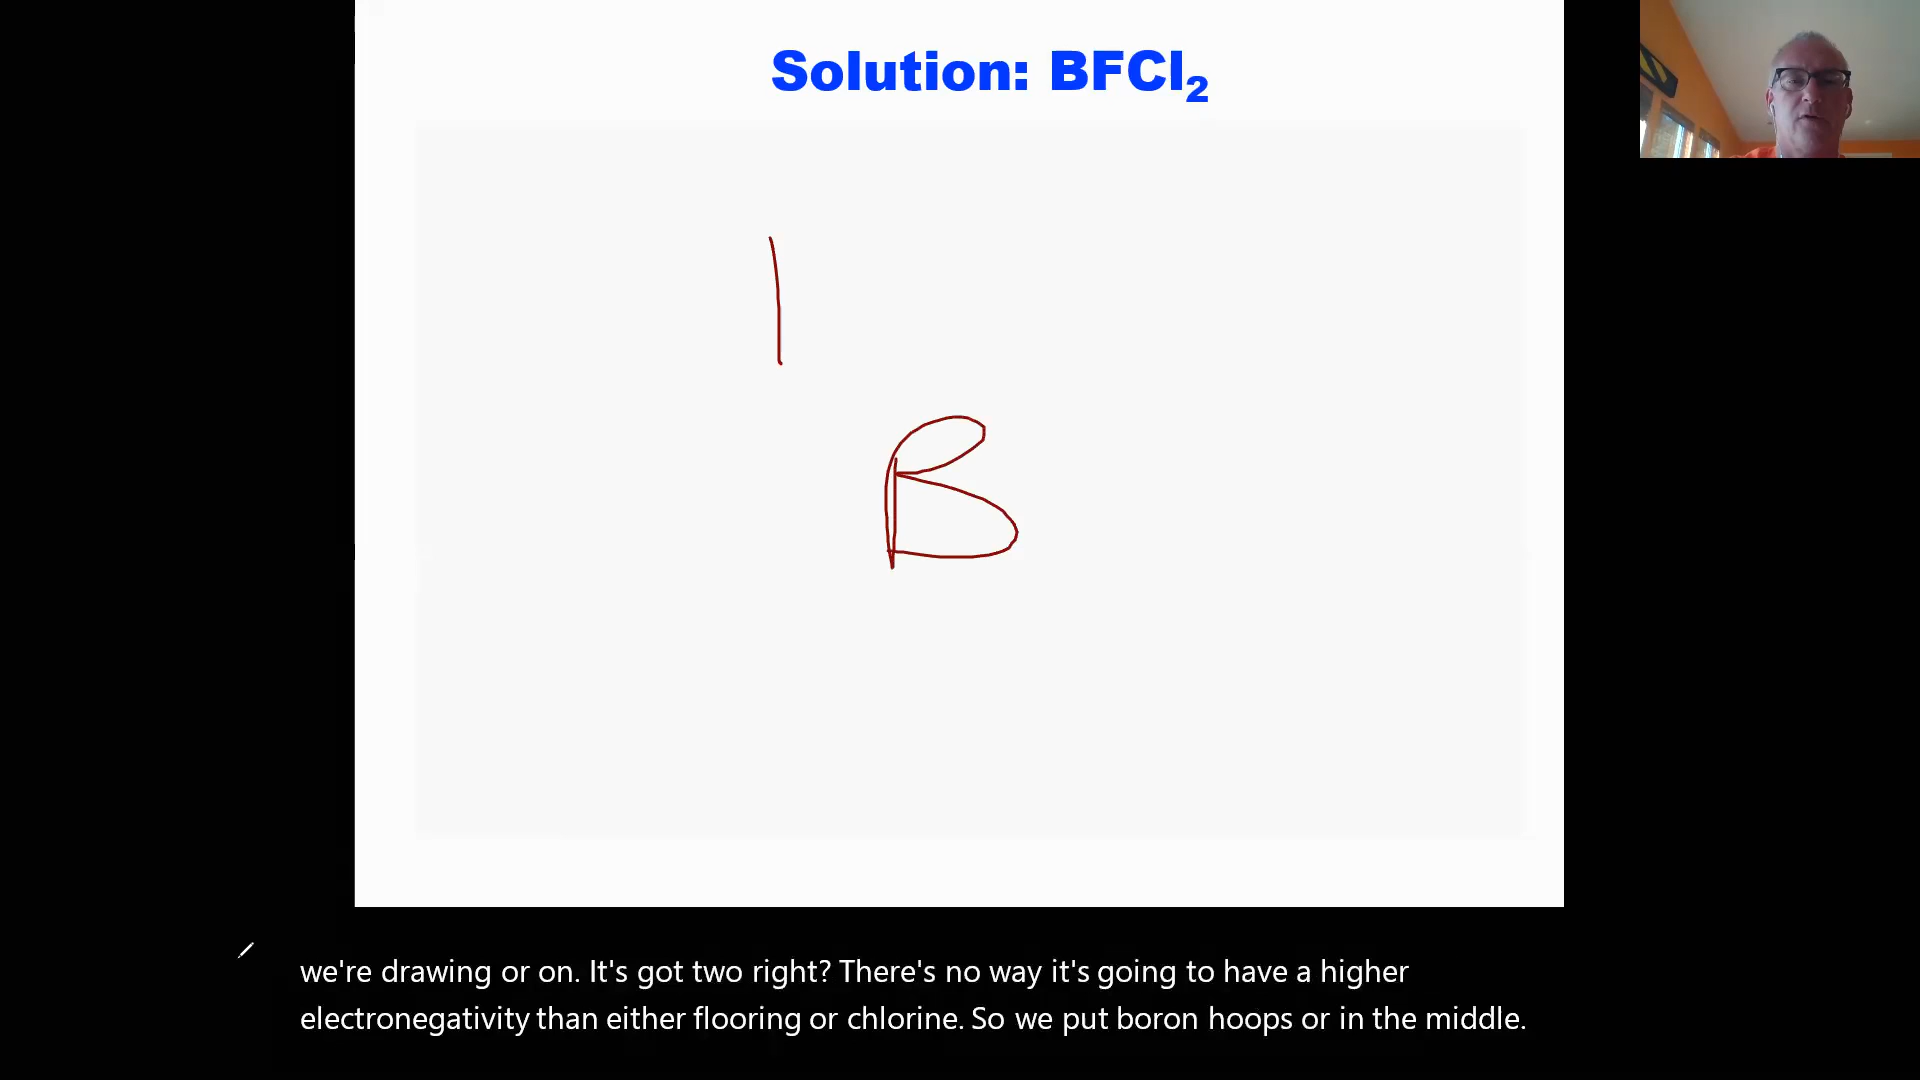 Solution: BFCl₂
B
we're drawing or on. It's got two right? There's no way it's going to have a higher
electronegativity than either flooring or chlorine. So we put boron hoops or in the middle.